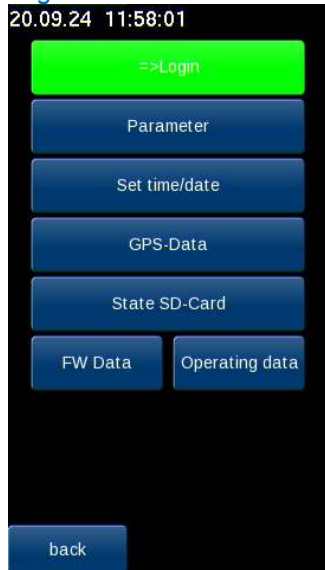 20.09.24 11:58:01
=>Login
Parameter
Set time/date
GPS-Data
State SD-Card
FW Data Operating data
back